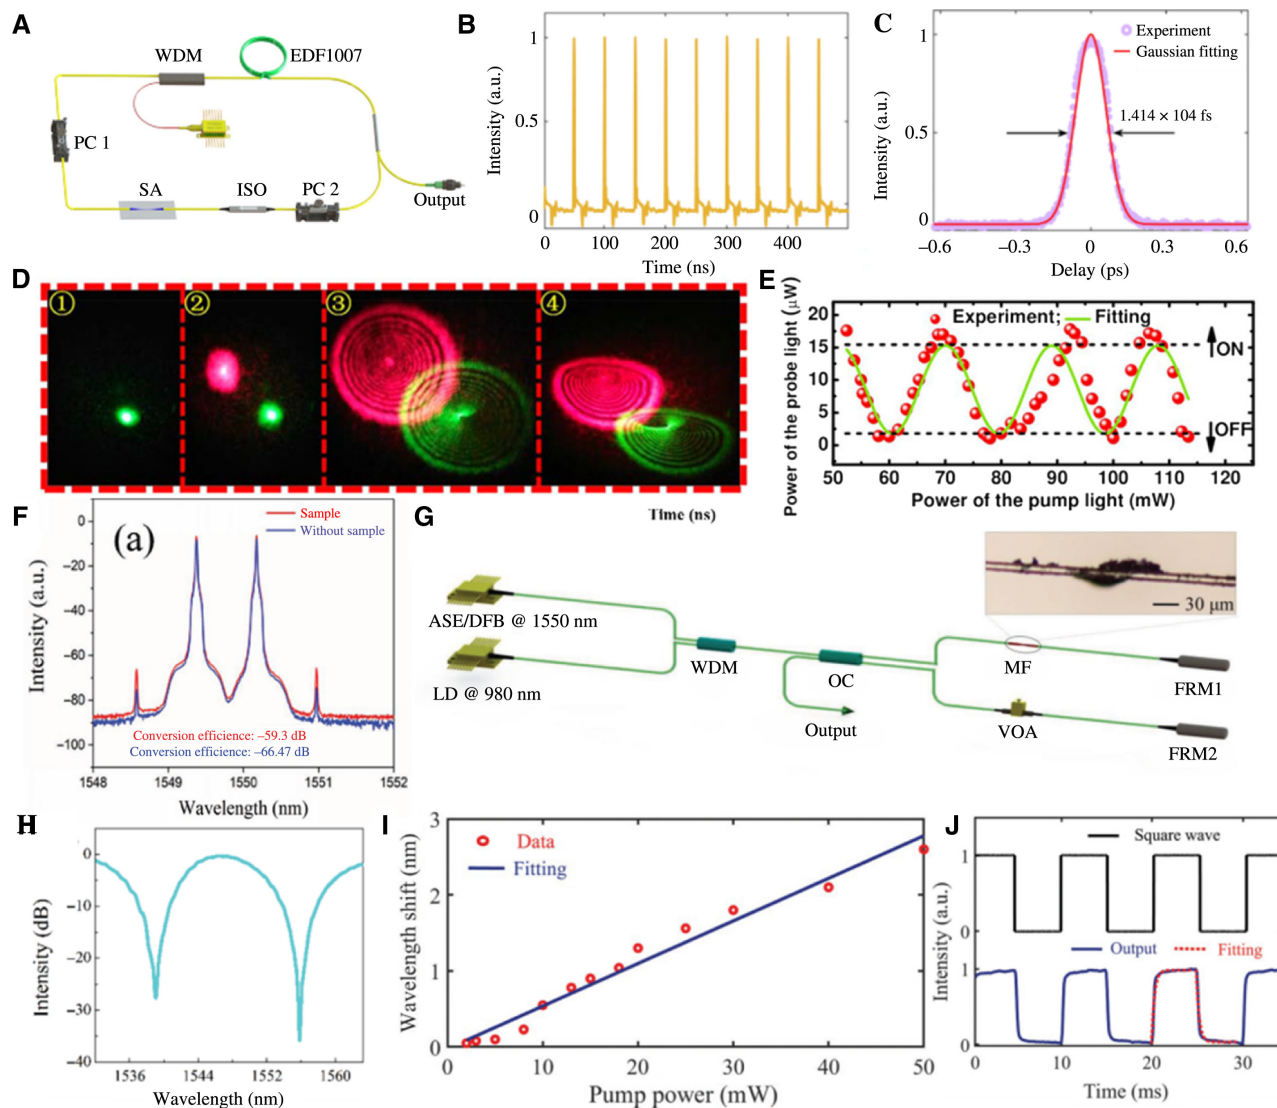 A
WDM
EDF1007
PC 1
SA
ISO
PC 2
Output
B
Intensity (a.u.)
1
0.5
0
0 100 200 300 400
Time (ns)
C
Intensity (a.u.)
Experiment
Gaussian fitting
1.414 × 104 fs
1
0.5
0
−0.6 −0.3 0 0.3 0.6
Delay (ps)
D
① ② ③ ④
Time (ns)
E
Power of the probe light (μW)
Experiment; Fitting
ON
OFF
20
15
10
5
0
50 60 70 80 90 100 110 120
Power of the pump light (mW)
F
(a)
Sample
Without sample
Intensity (a.u.)
0
−20
−40
−60
−80
−100
Conversion efficience: −59.3 dB
Conversion efficience: −66.47 dB
1548 1549 1550 1551 1552
Wavelength (nm)
G
ASE/DFB @ 1550 nm
LD @ 980 nm
WDM
OC
Output
MF
VOA
FRM1
FRM2
30 μm
H
Intensity (dB)
0
−10
−20
−30
−40
1536 1544 1552 1560
Wavelength (nm)
I
Wavelength shift (nm)
Data
Fitting
3
2
1
0
0 10 20 30 40 50
Pump power (mW)
J
Square wave
Intensity (a.u.)
1
0
Output Fitting
1
0
0 10 20 30
Time (ms)